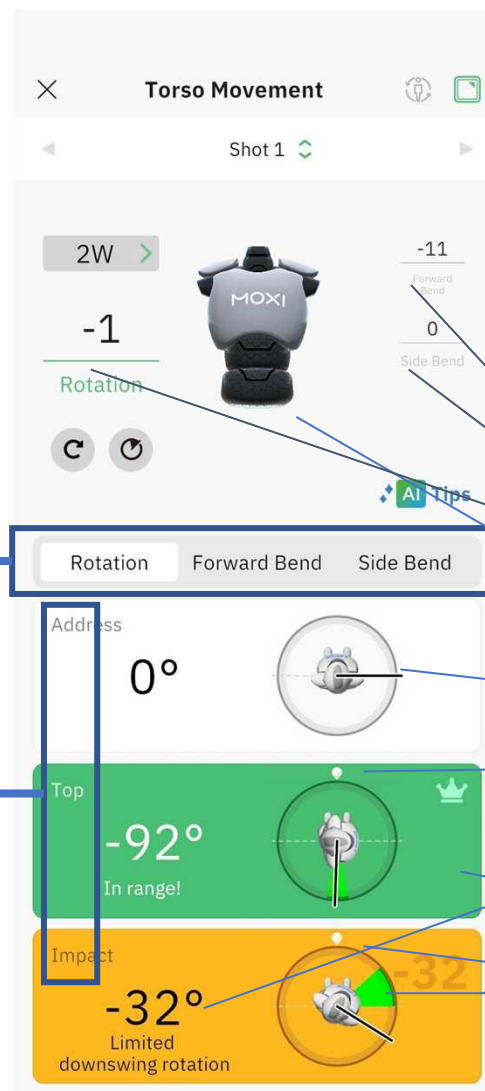 Torso Movement
Shot 1
2W
MOXI
-11
Forward
Bend
-1
0
Rotation
Side Bend
AI Tips
Rotation Forward Bend Side Bend
Address
0°
Top
-92°
In range!
Impact
-32
-32°
Limited
downswing rotation